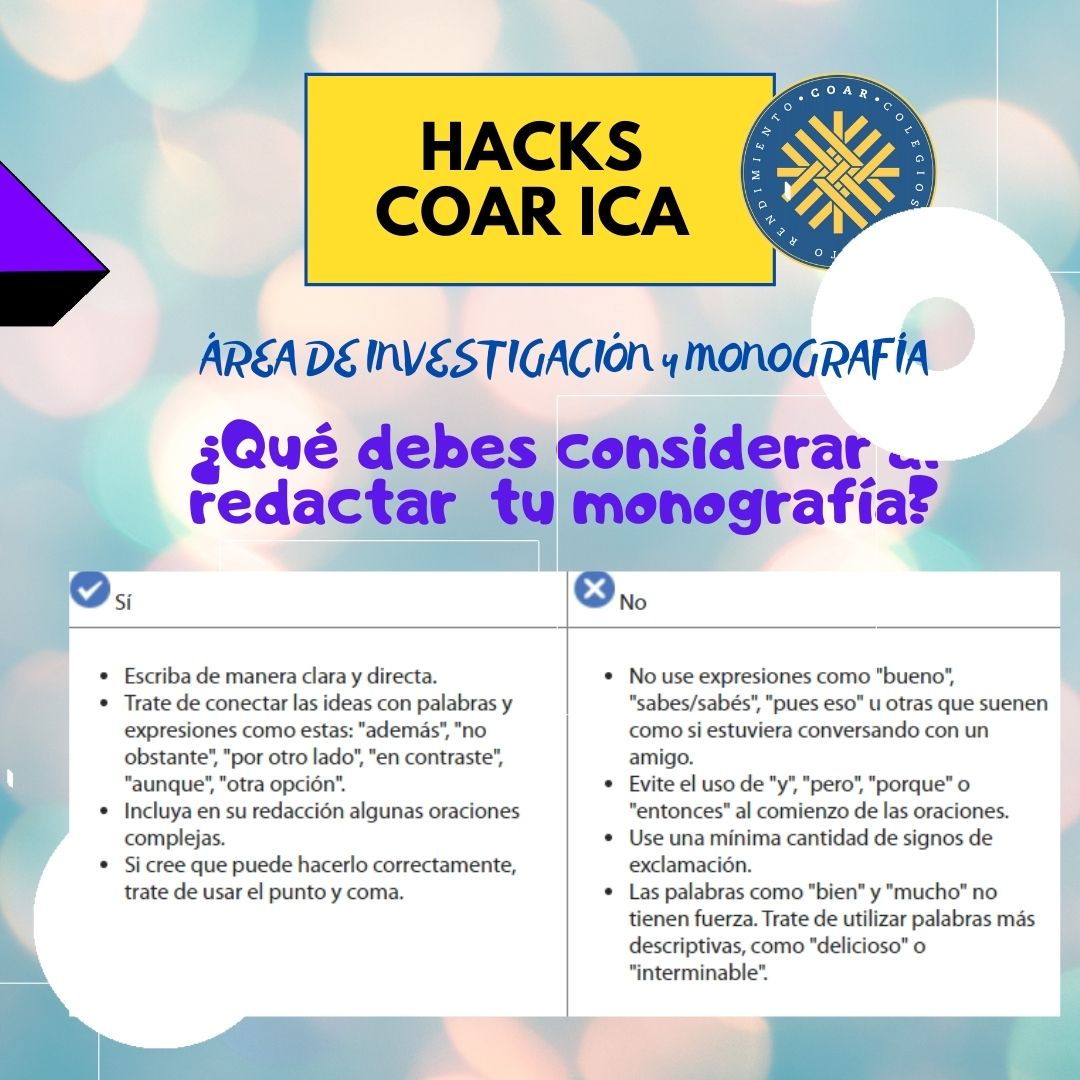 HACKS
COAR ICA
• COAR • COLEGIOS
RENDIMIENTO
ÁREA DE INVESTIGACIÓN y MONOGRAFÍA
¿Qué debes considerar al
redactar tu monografía?
Sí
No
• Escriba de manera clara y directa.
• Trate de conectar las ideas con palabras y
expresiones como estas: "además", "no
obstante", "por otro lado", "en contraste",
"aunque", "otra opción".
• Incluya en su redacción algunas oraciones
complejas.
• Si cree que puede hacerlo correctamente,
trate de usar el punto y coma.
• No use expresiones como "bueno",
"sabes/sabés", "pues eso" u otras que suenen
como si estuviera conversando con un
amigo.
• Evite el uso de "y", "pero", "porque" o
"entonces" al comienzo de las oraciones.
• Use una mínima cantidad de signos de
exclamación.
• Las palabras como "bien" y "mucho" no
tienen fuerza. Trate de utilizar palabras más
descriptivas, como "delicioso" o
"interminable".